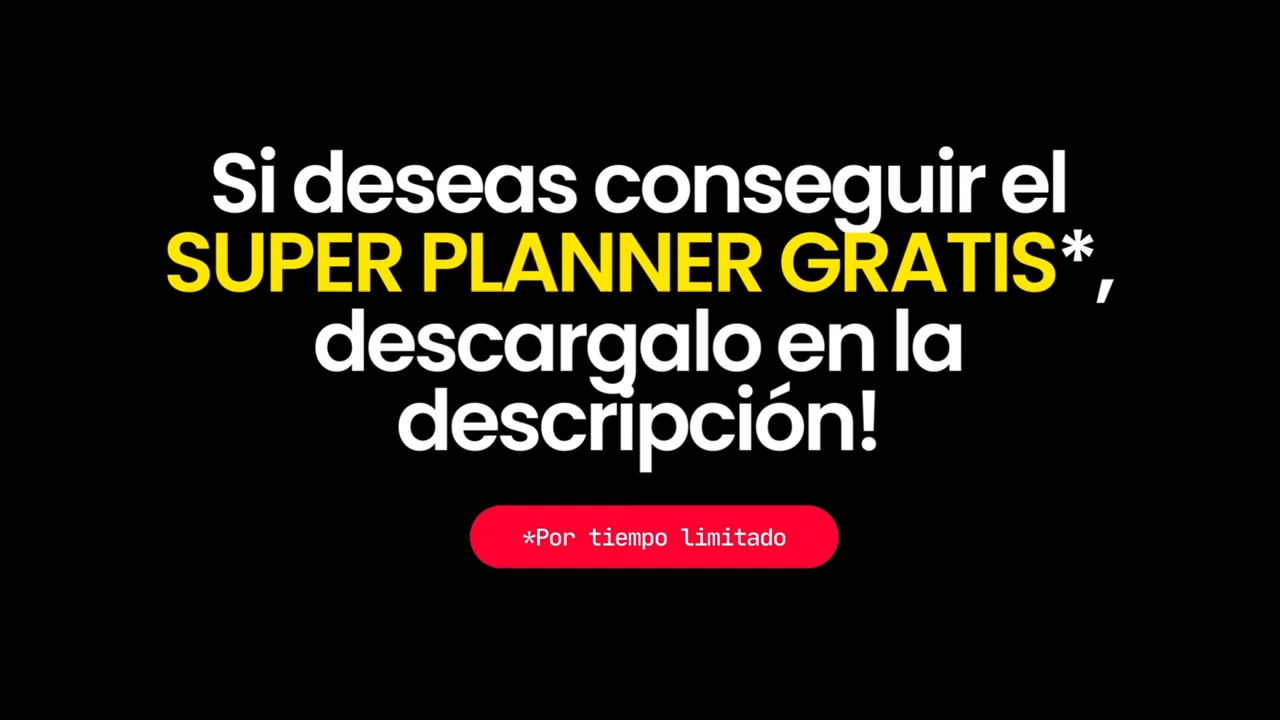 Si deseas conseguir el
SUPER PLANNER GRATIS*,
descargalo en la
descripción!
*Por tiempo limitado